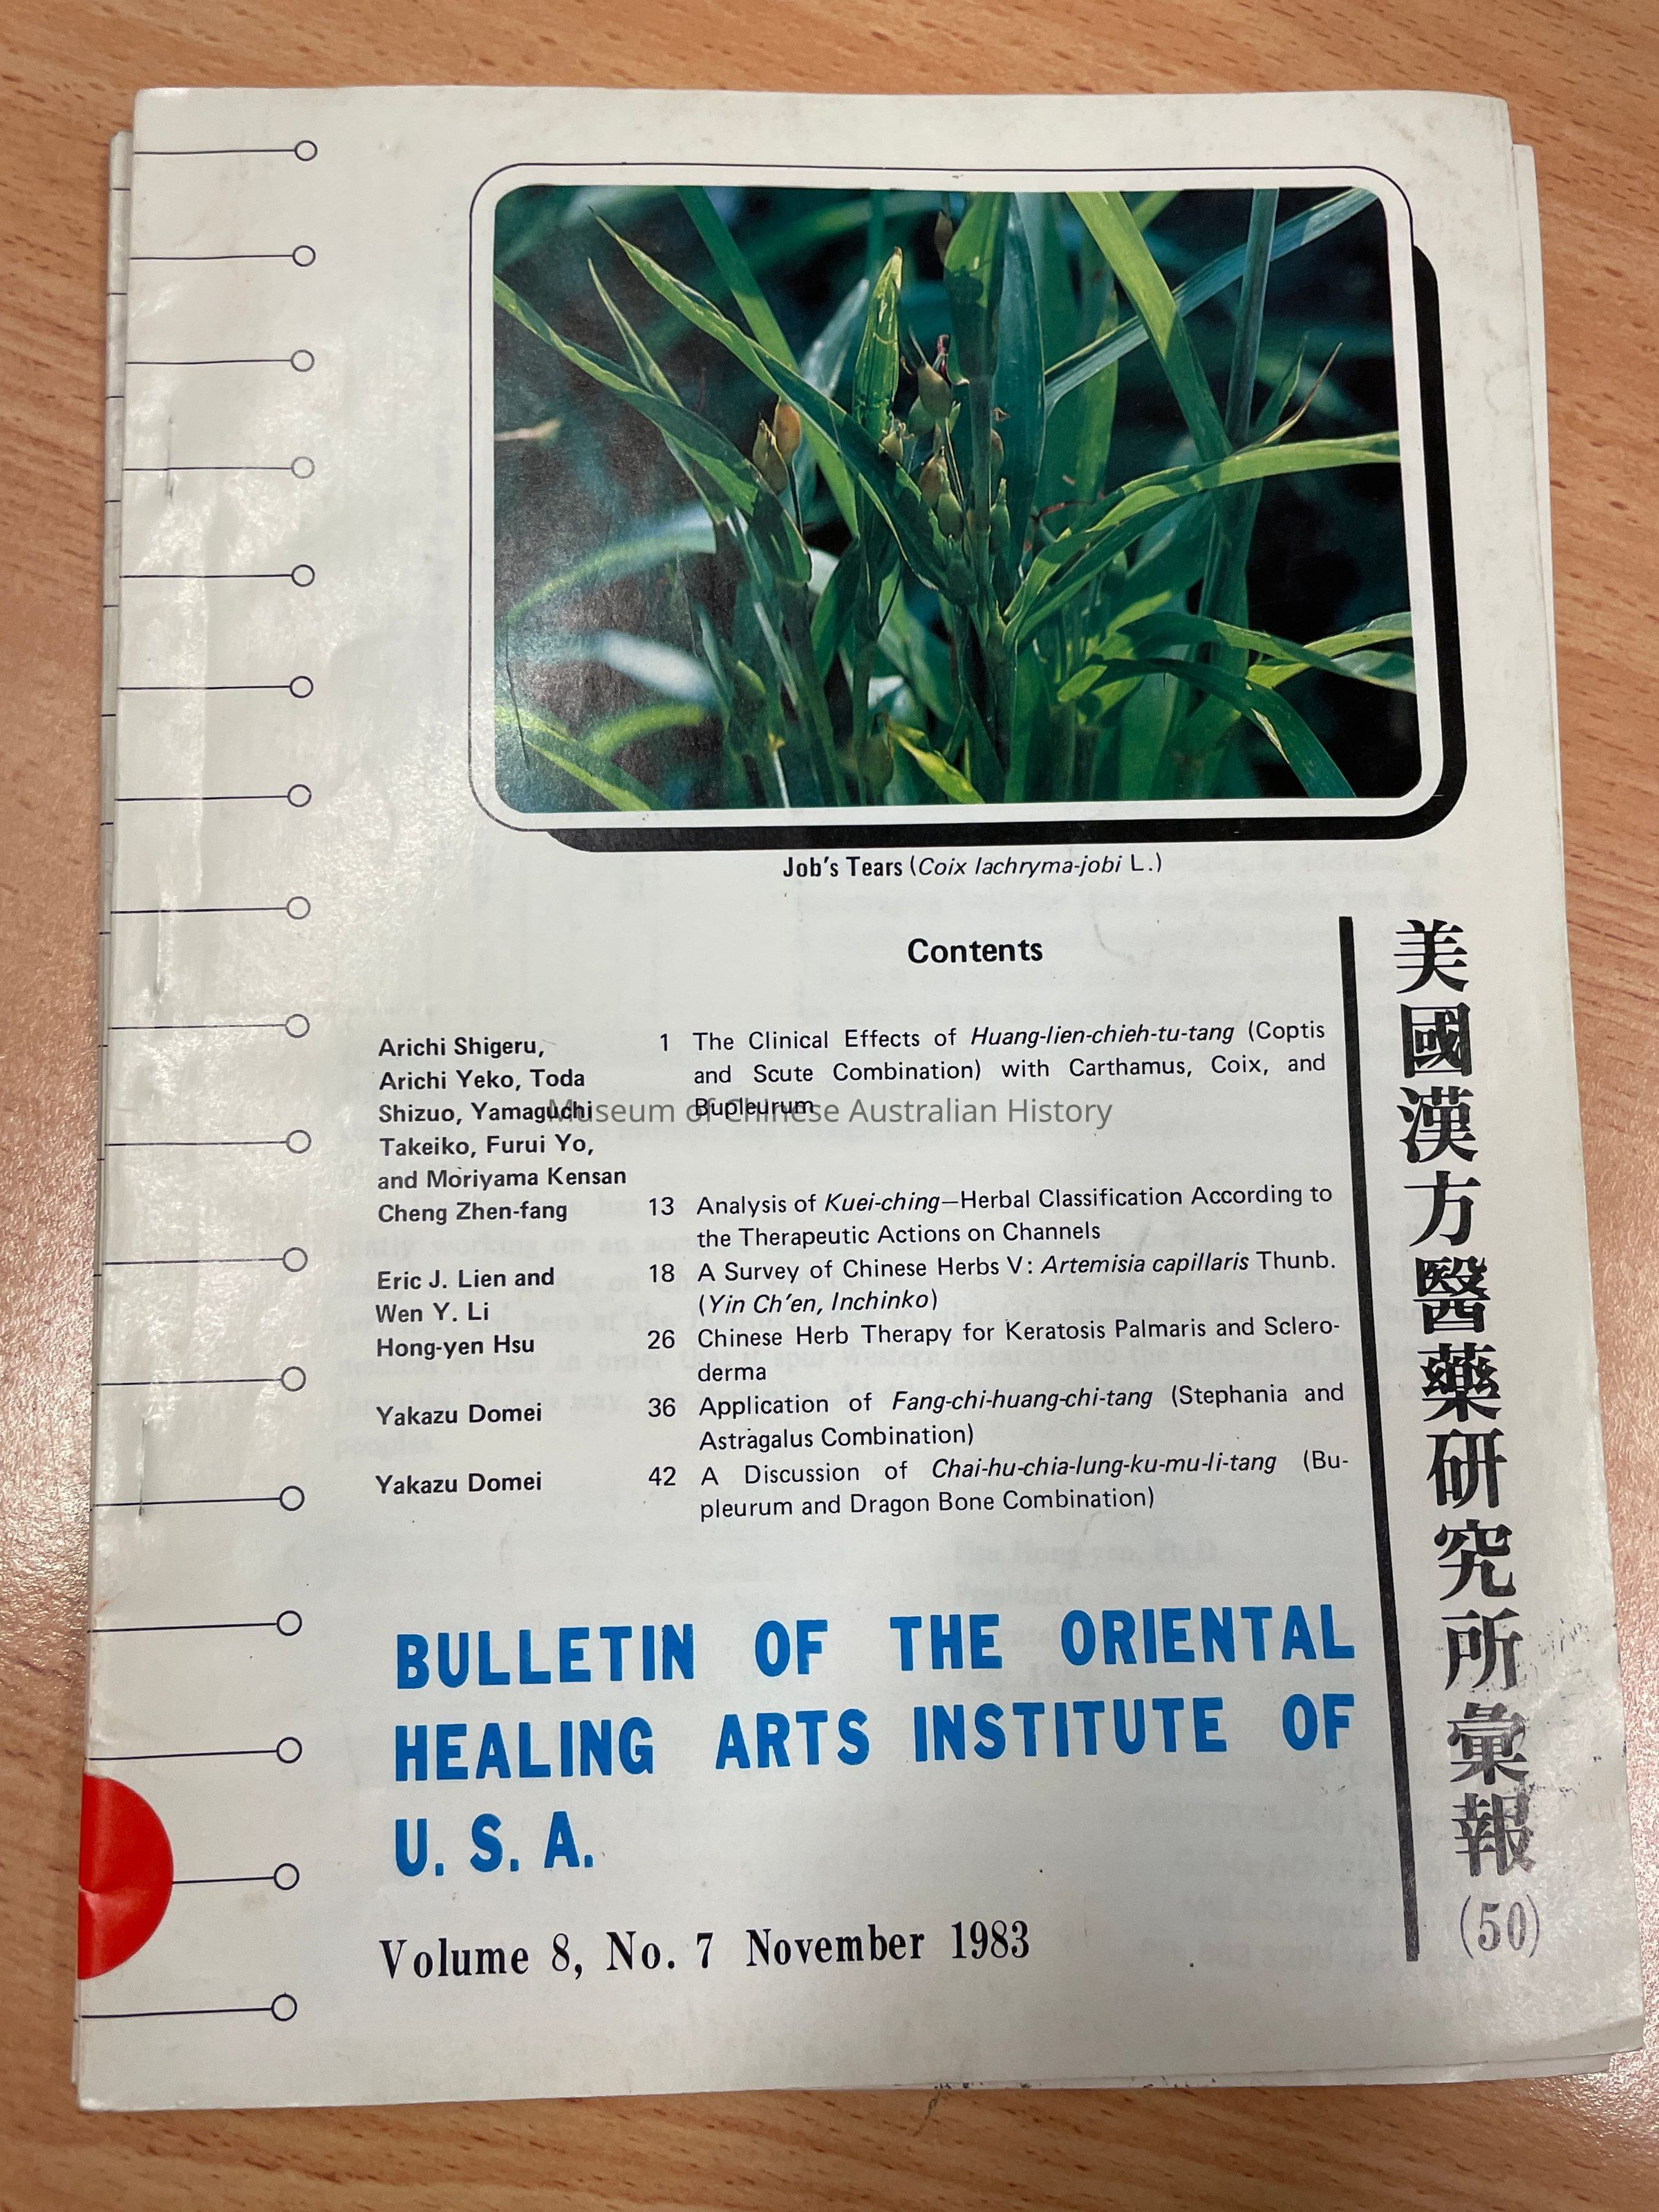 Job's Tears (Coix lachryma-jobi L.)
Contents
Arichi Shigeru,
Arichi Yeko, Toda
Shizuo, Yamaguchi
Takeiko, Furui Yo,
and Moriyama Kensan
1 The Clinical Effects of Huang-lien-chieh-tu-tang (Coptis
and Scute Combination) with Carthamus, Coix, and
Bupleurum
Cheng Zhen-fang
13 Analysis of Kuei-ching—Herbal Classification According to
the Therapeutic Actions on Channels
Eric J. Lien and
Wen Y. Li
18 A Survey of Chinese Herbs V: Artemisia capillaris Thunb.
(Yin Ch'en, Inchinko)
Hong-yen Hsu
26 Chinese Herb Therapy for Keratosis Palmaris and Sclero-
derma
Yakazu Domei
36 Application of Fang-chi-huang-chi-tang (Stephania and
Astragalus Combination)
Yakazu Domei
42 A Discussion of Chai-hu-chia-lung-ku-mu-li-tang (Bu-
pleurum and Dragon Bone Combination)
BULLETIN OF THE ORIENTAL
HEALING ARTS INSTITUTE OF
U. S. A.
Volume 8, No. 7 November 1983
美國漢方醫藥研究所彙報(50)
Museum of Chinese Australian History